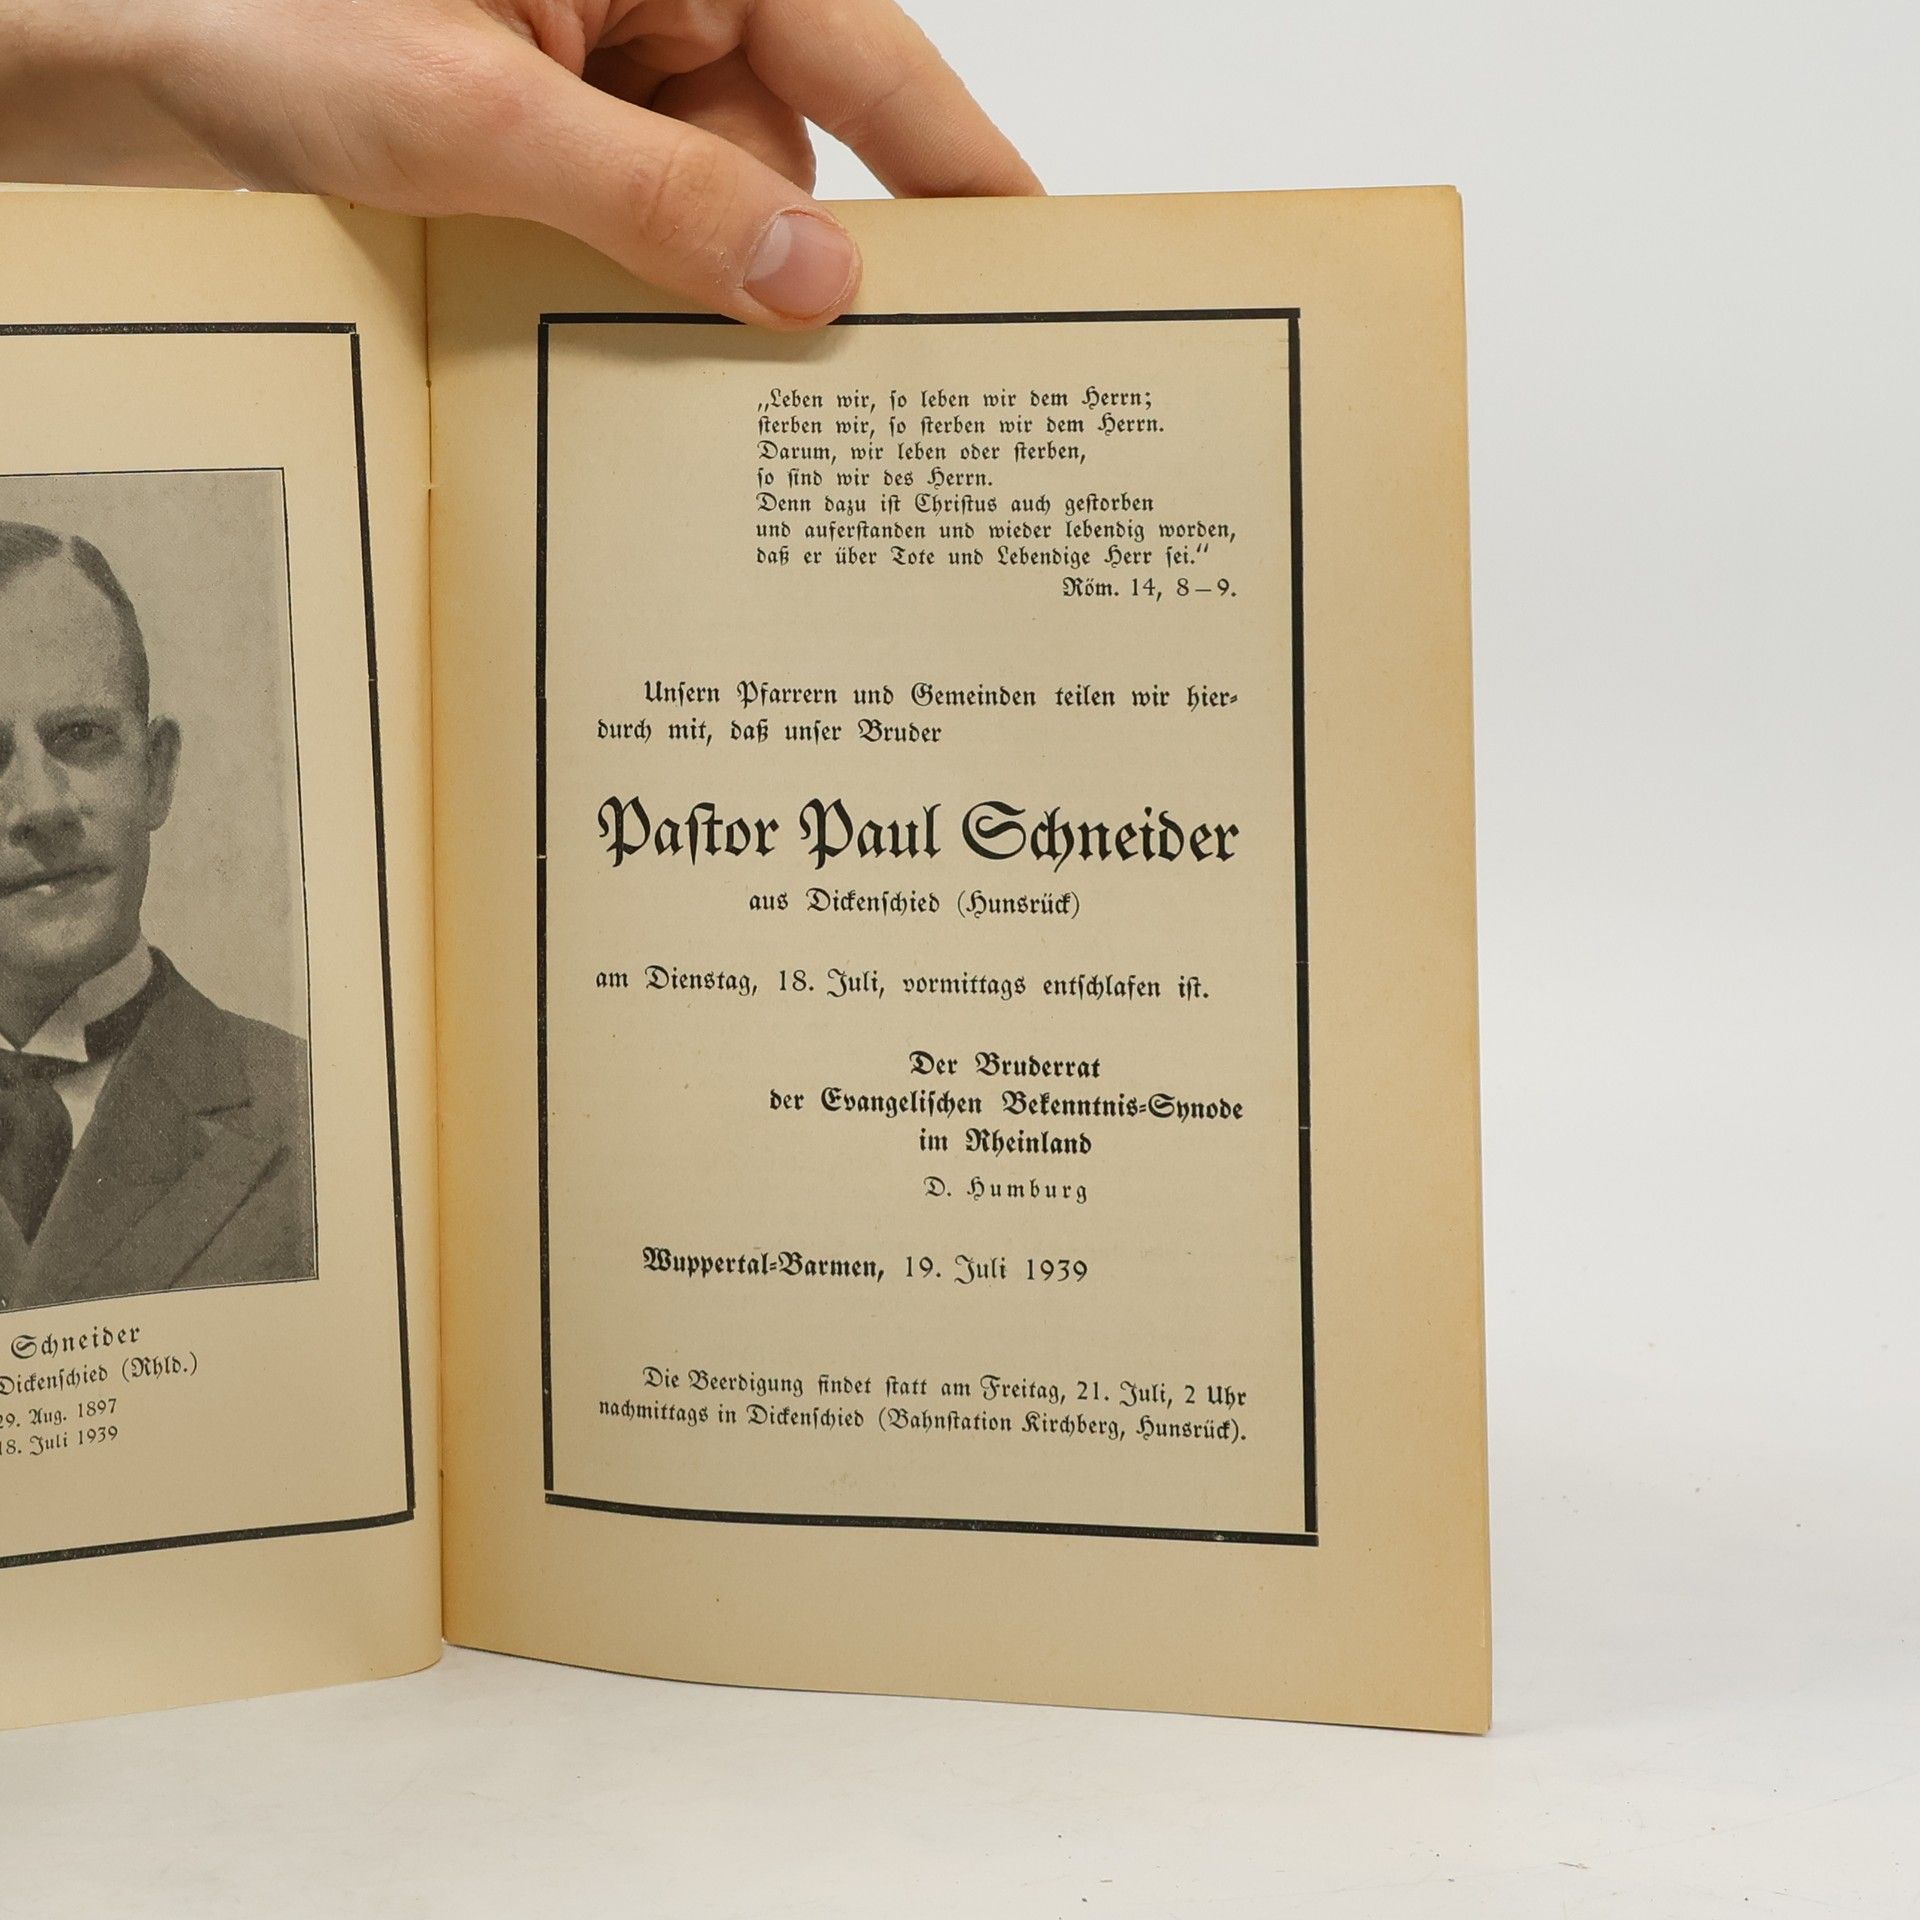 Schneider
Dickenschied (Rhld.)
29. Aug. 1897
18. Juli 1939
„Leben wir, so leben wir dem Herrn;
sterben wir, so sterben wir dem Herrn.
Darum, wir leben oder sterben,
so sind wir des Herrn.
Denn dazu ist Christus auch gestorben
und auferstanden und wieder lebendig worden,
daß er über Tote und Lebendige Herr sei.“
Röm. 14, 8–9.
Unsern Pfarrern und Gemeinden teilen wir hier-
durch mit, daß unser Bruder
Pastor Paul Schneider
aus Dickenschied (Hunsrück)
am Dienstag, 18. Juli, vormittags entschlafen ist.
Der Bruderrat
der Evangelischen Bekenntnis-Synode
im Rheinland
D. Humburg
Wuppertal-Barmen, 19. Juli 1939
Die Beerdigung findet statt am Freitag, 21. Juli, 2 Uhr
nachmittags in Dickenschied (Bahnstation Kirchberg, Hunsrück).